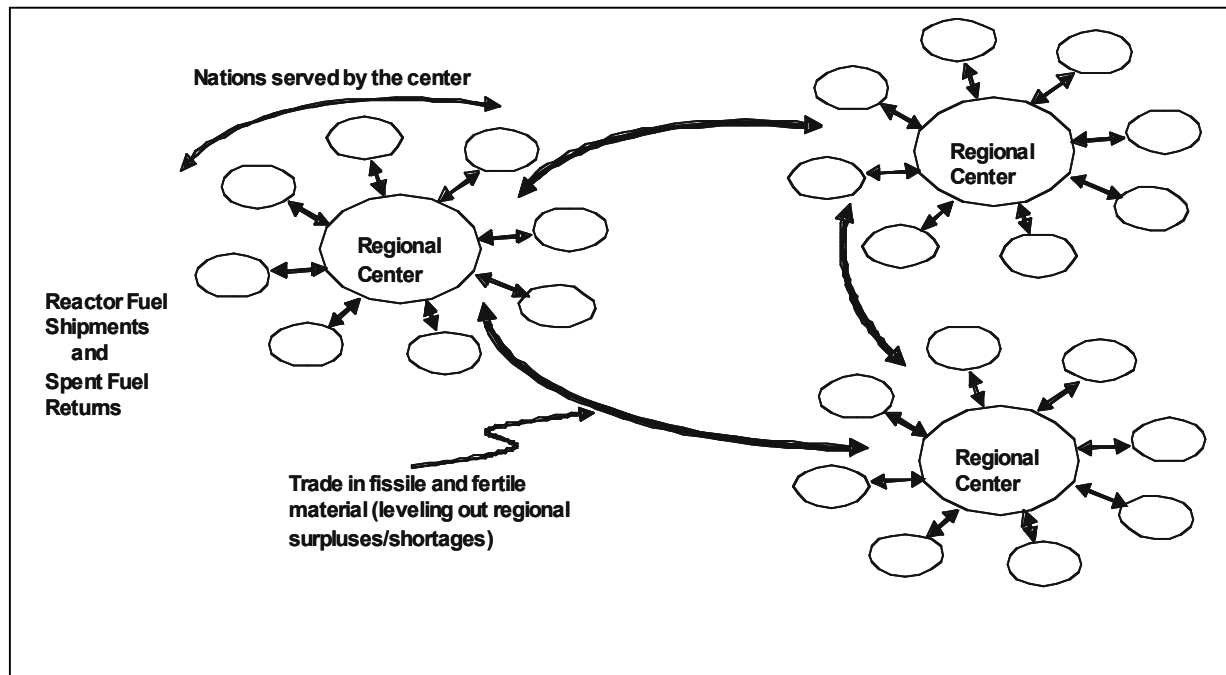 Nations served by the center
Regional
Center
Regional
Center
Reactor Fuel
Shipments
and
Spent Fuel
Returns
Regional
Center
Trade in fissile and fertile
material (leveling out regional
surpluses/shortages)